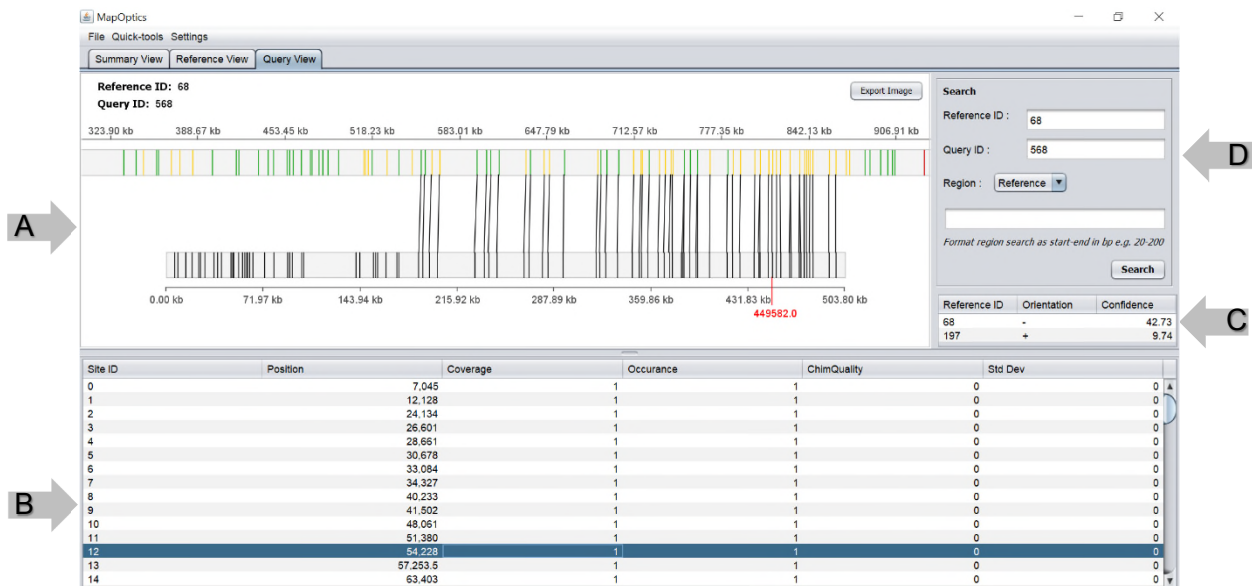 MapOptics
File Quick-tools Settings
Summary View Reference View Query View
Reference ID: 68
Query ID: 568
Export Image
323.90 kb 388.67 kb 453.45 kb 518.23 kb 583.01 kb 647.79 kb 712.57 kb 777.35 kb 842.13 kb 906.91 kb
0.00 kb 71.97 kb 143.94 kb 215.92 kb 287.89 kb 359.86 kb 431.83 kb 503.80 kb
449582.0
Search
Reference ID : 68
Query ID : 568
Region : Reference
Format region search as start-end in bp e.g. 20-200
Search
Reference ID Orientation Confidence
68 - 42.73
197 + 9.74
A
B
C
D
Site ID Position Coverage Occurance ChimQuality Std Dev
0 7,045 1 1 0 0
1 12,128 1 1 0 0
2 24,134 1 1 0 0
3 26,601 1 1 0 0
4 28,661 1 1 0 0
5 30,678 1 1 0 0
6 33,084 1 1 0 0
7 34,327 1 1 0 0
8 40,233 1 1 0 0
9 41,502 1 1 0 0
10 48,061 1 1 0 0
11 51,380 1 1 0 0
12 54,228 1 1 0 0
13 57,253.5 1 1 0 0
14 63,403 1 1 0 0